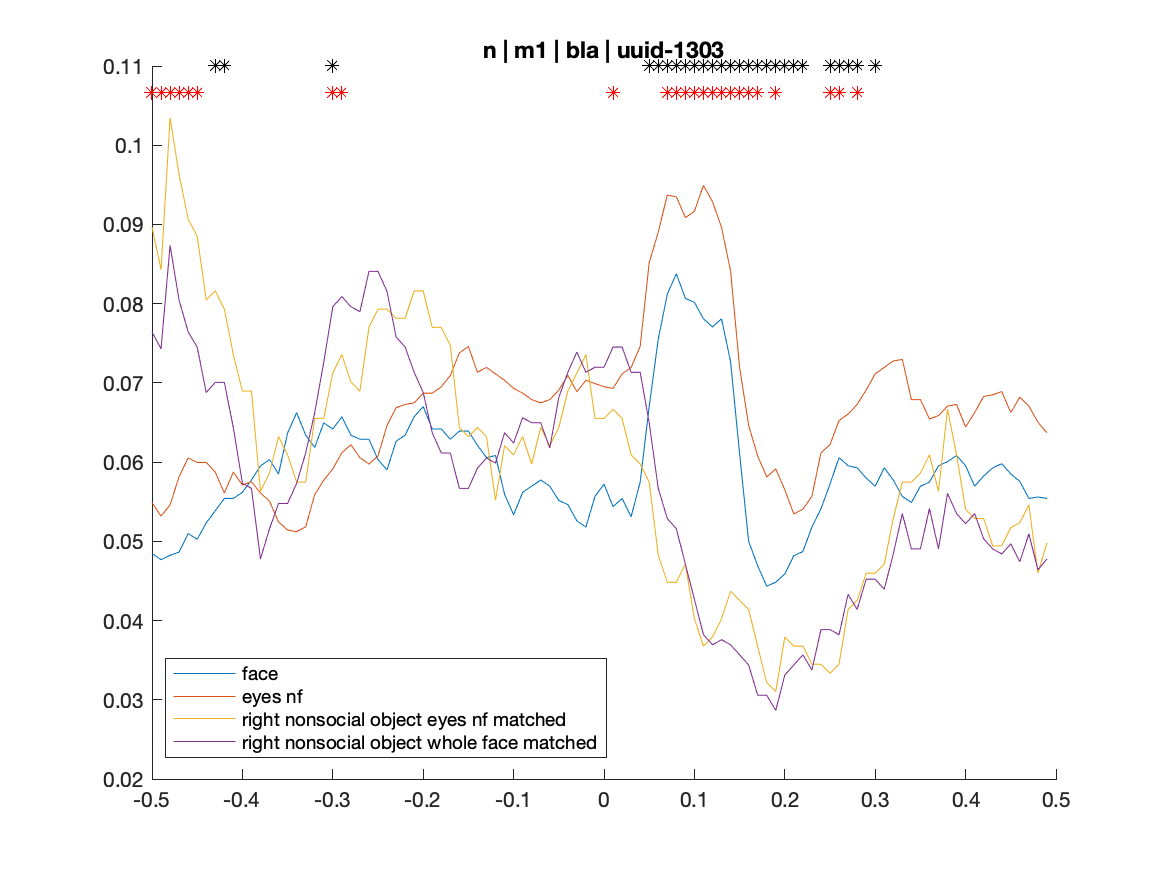 n | m1 | bla | uuid-1303
0.11
0.1
0.09
0.08
0.07
0.06
0.05
0.04
0.03
0.02
face
eyes nf
right nonsocial object eyes nf matched
right nonsocial object whole face matched
-0.5 -0.4 -0.3 -0.2 -0.1 0 0.1 0.2 0.3 0.4 0.5